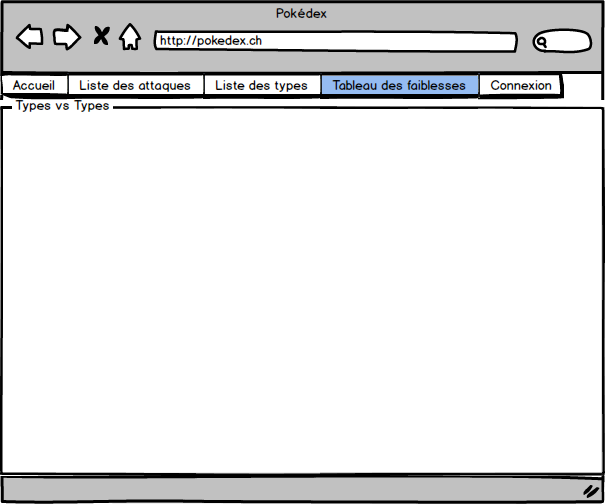 Pokédex
http://pokedex.ch
Accueil Liste des attaques Liste des types Tableau des faiblesses Connexion
Types vs Types